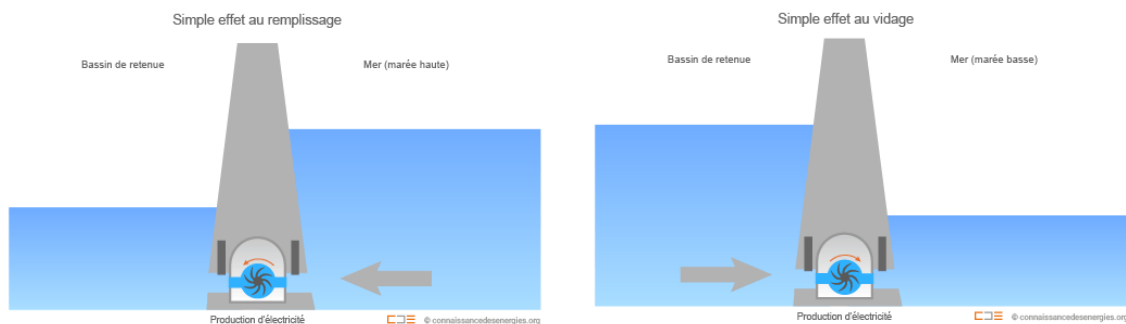 Simple effet au remplissage
Bassin de retenue
Mer (marée haute)
Production d'électricité
© connaissancedesenergies.org
Simple effet au vidage
Bassin de retenue
Mer (marée basse)
Production d'électricité
© connaissancedesenergies.org